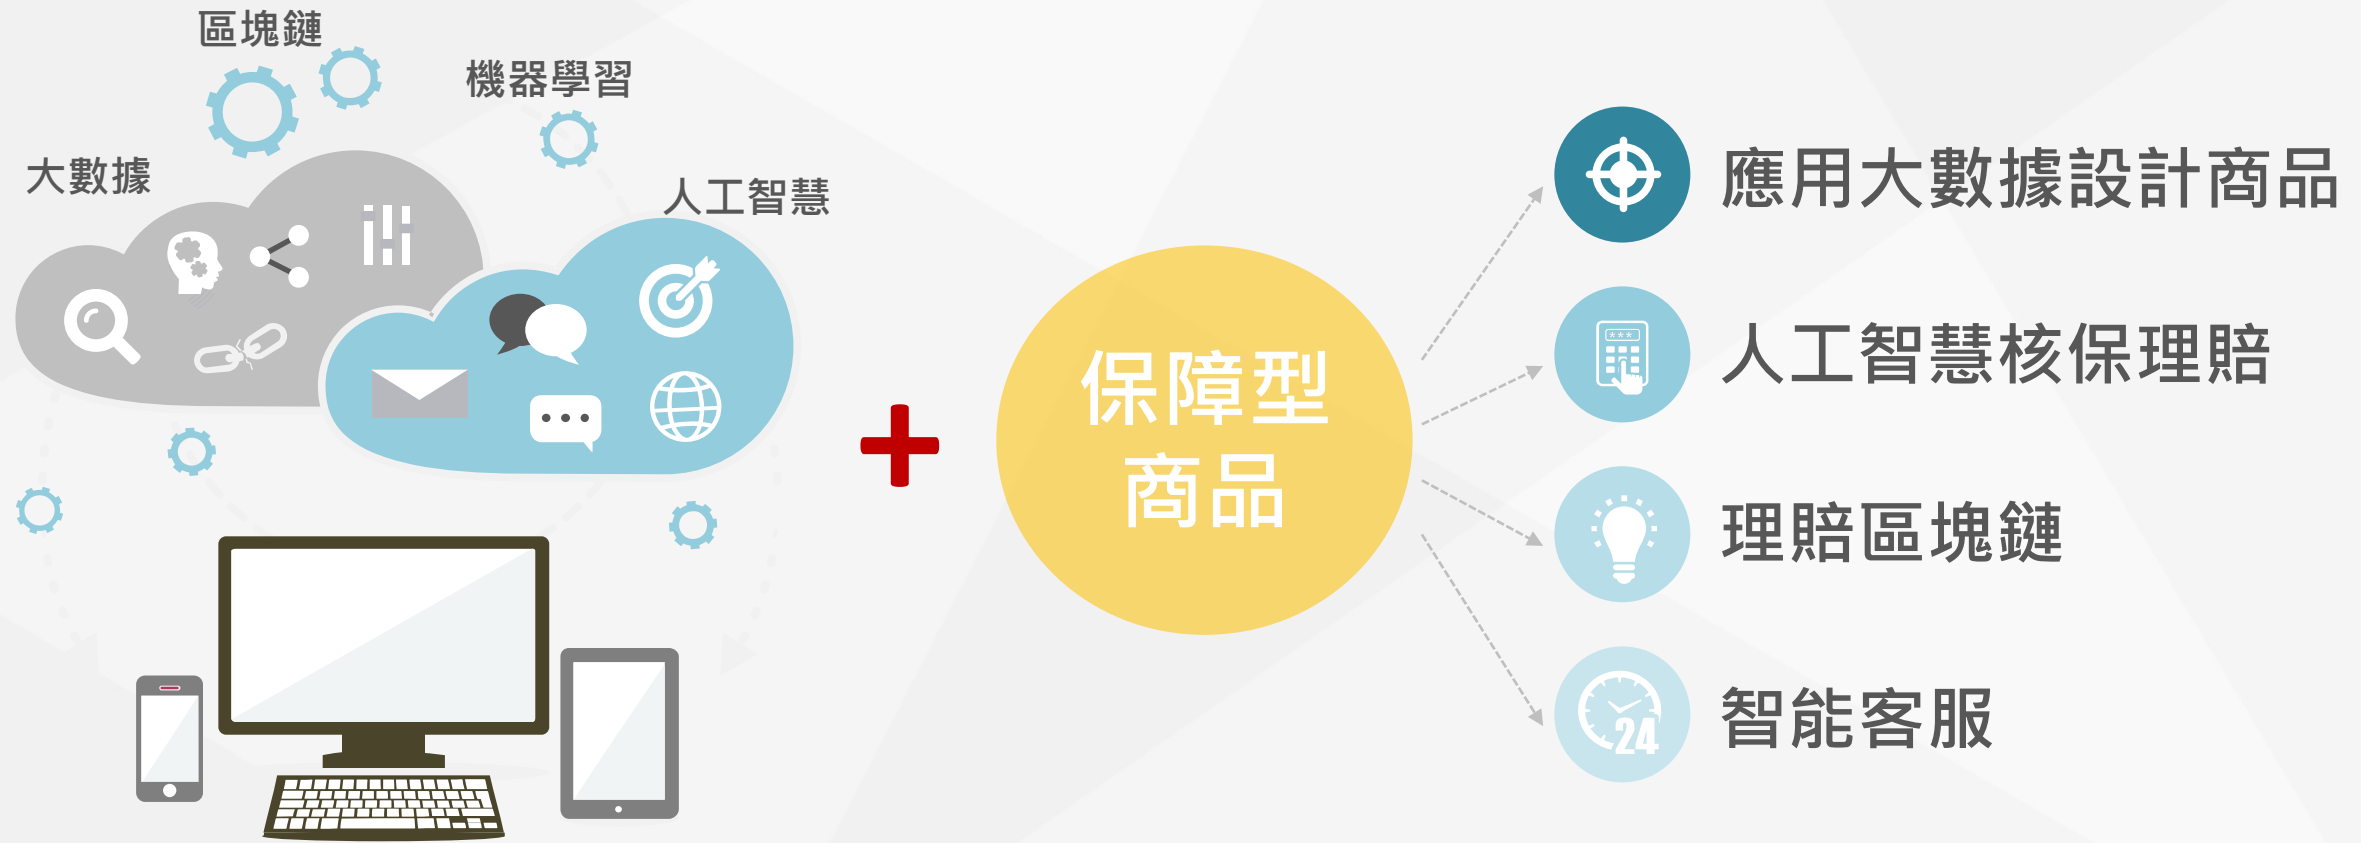 區塊鏈
機器學習
大數據
人工智慧
保障型
商品
應用大數據設計商品
人工智慧核保理賠
***
理賠區塊鏈
智能客服
24